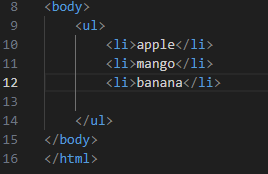 8 <body>
9 <ul>
10 <li>apple</li>
11 <li>mango</li>
12 <li>banana</li>
13
14 </ul>
15 </body>
16 </html>